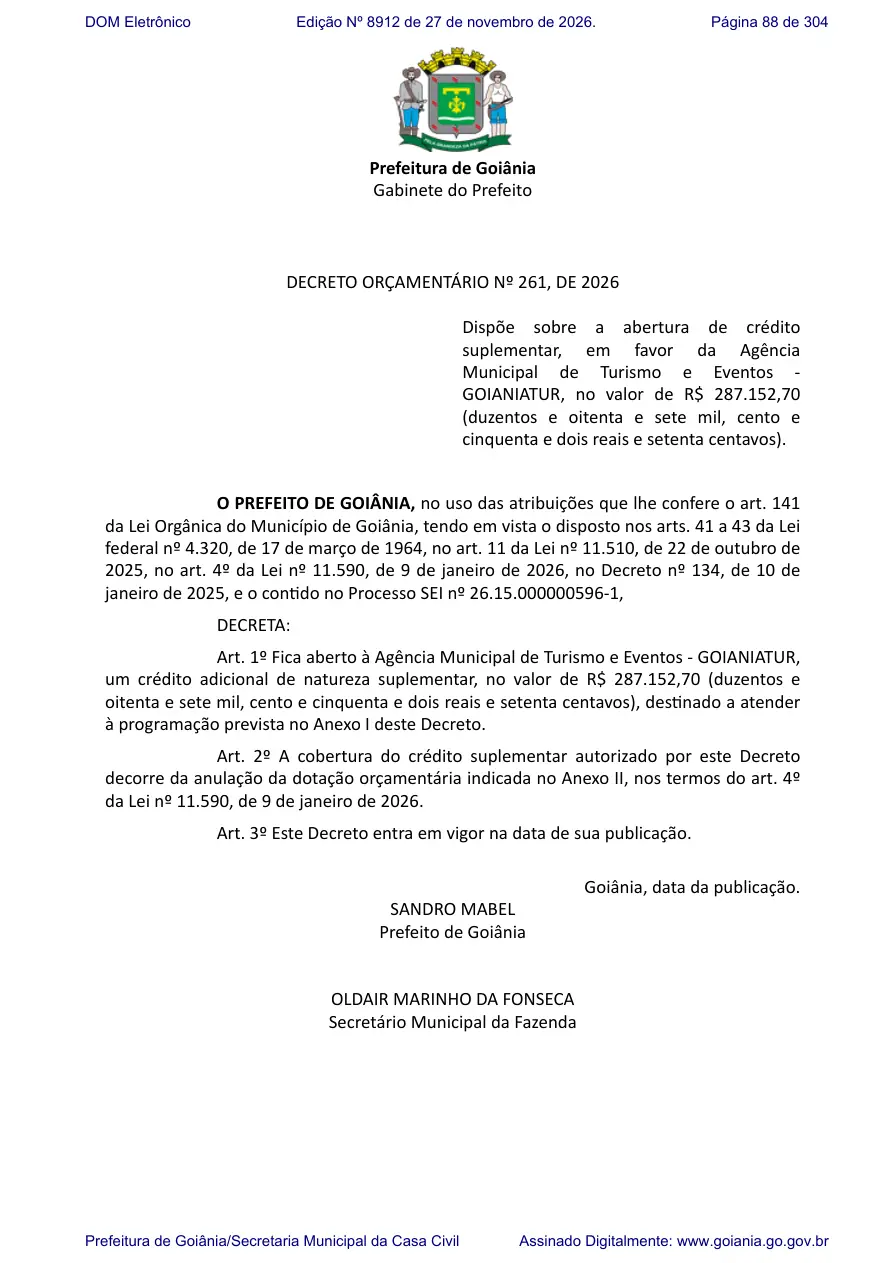 DOM Eletrônico Edição Nº 8912 de 27 de novembro de 2026. Página 88 de 304
PELA GRANDEZA DA PÁTRIA
Prefeitura de Goiânia
Gabinete do Prefeito
DECRETO ORÇAMENTÁRIO Nº 261, DE 2026
Dispõe sobre a abertura de crédito
suplementar, em favor da Agência
Municipal de Turismo e Eventos -
GOIANIATUR, no valor de R$ 287.152,70
(duzentos e oitenta e sete mil, cento e
cinquenta e dois reais e setenta centavos).
O PREFEITO DE GOIÂNIA, no uso das atribuições que lhe confere o art. 141
da Lei Orgânica do Município de Goiânia, tendo em vista o disposto nos arts. 41 a 43 da Lei
federal nº 4.320, de 17 de março de 1964, no art. 11 da Lei nº 11.510, de 22 de outubro de
2025, no art. 4º da Lei nº 11.590, de 9 de janeiro de 2026, no Decreto nº 134, de 10 de
janeiro de 2025, e o contido no Processo SEI nº 26.15.000000596-1,
DECRETA:
Art. 1º Fica aberto à Agência Municipal de Turismo e Eventos - GOIANIATUR,
um crédito adicional de natureza suplementar, no valor de R$ 287.152,70 (duzentos e
oitenta e sete mil, cento e cinquenta e dois reais e setenta centavos), destinado a atender
à programação prevista no Anexo I deste Decreto.
Art. 2º A cobertura do crédito suplementar autorizado por este Decreto
decorre da anulação da dotação orçamentária indicada no Anexo II, nos termos do art. 4º
da Lei nº 11.590, de 9 de janeiro de 2026.
Art. 3º Este Decreto entra em vigor na data de sua publicação.
Goiânia, data da publicação.
SANDRO MABEL
Prefeito de Goiânia
OLDAIR MARINHO DA FONSECA
Secretário Municipal da Fazenda
Prefeitura de Goiânia/Secretaria Municipal da Casa Civil Assinado Digitalmente: www.goiania.go.gov.br